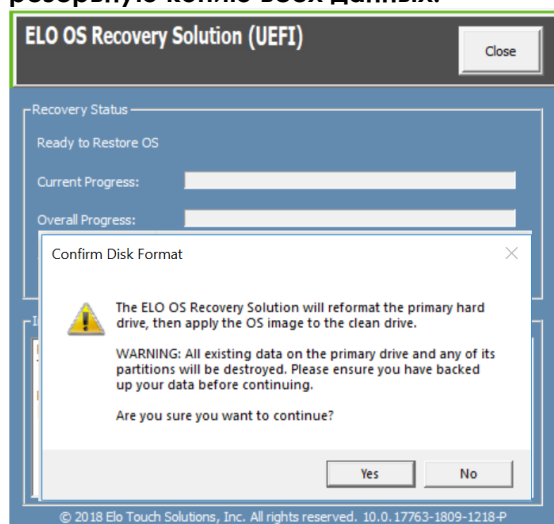 ELO OS Recovery Solution (UEFI)
Close
Recovery Status
Ready to Restore OS
Current Progress:
Overall Progress:
Confirm Disk Format
The ELO OS Recovery Solution will reformat the primary hard
drive, then apply the OS image to the clean drive.
WARNING: All existing data on the primary drive and any of its
partitions will be destroyed. Please ensure you have backed
up your data before continuing.
Are you sure you want to continue?
Yes
No
© 2018 Elo Touch Solutions, Inc. All rights reserved. 10.0.17763-1809-1218-P